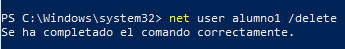 PS C:\Windows\system32> net user alumno1 /delete
Se ha completado el comando correctamente.